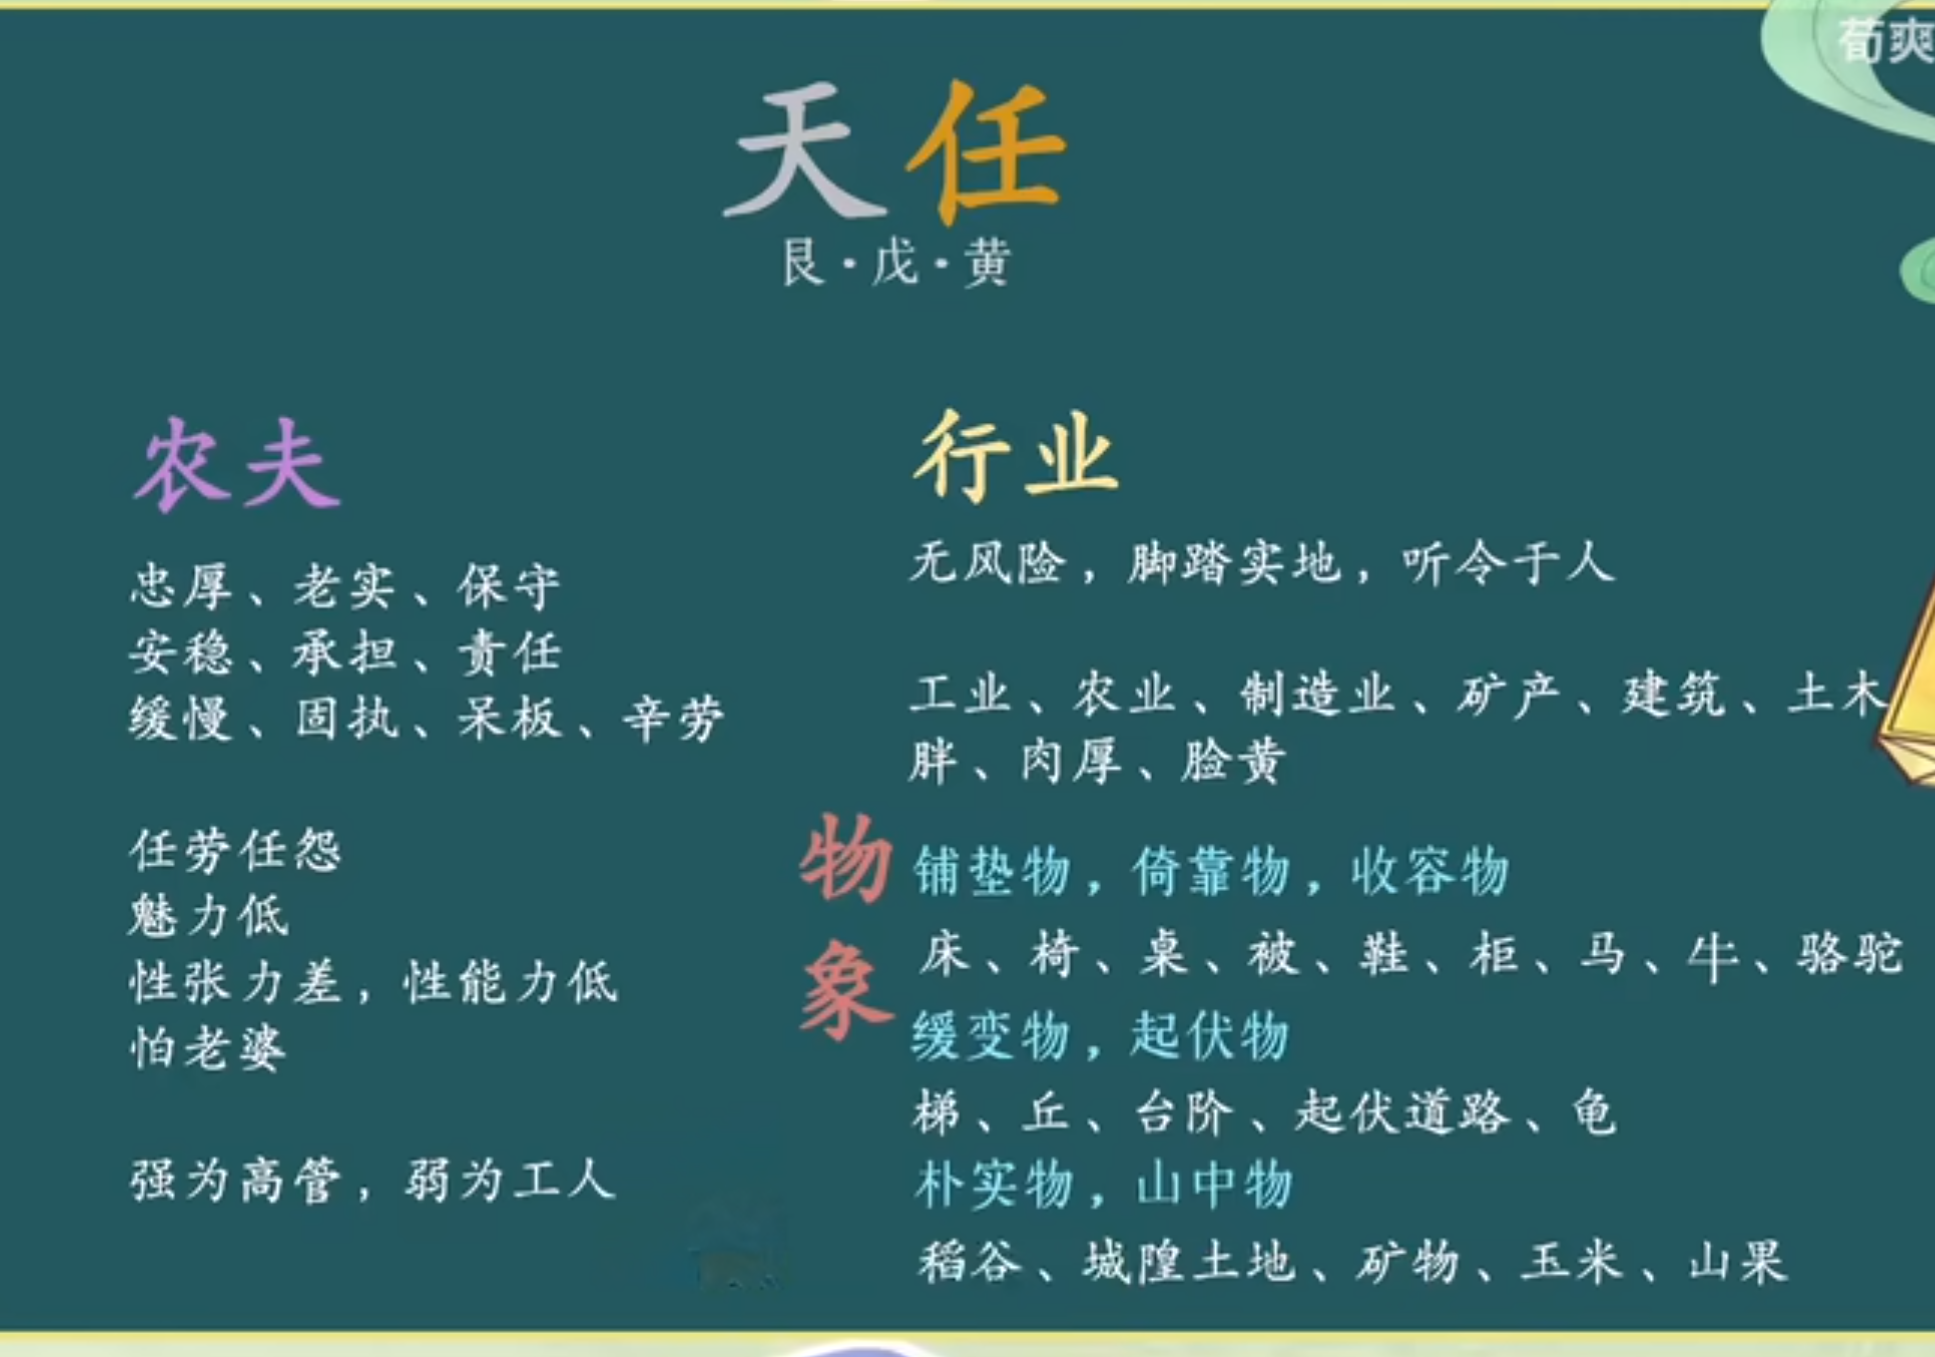 荀爽
天任
艮·戊·黄
农夫
忠厚、老实、保守
安稳、承担、责任
缓慢、固执、呆板、辛劳
任劳任怨
魅力低
性张力差，性能力低
怕老婆
强为高管，弱为工人
行业
无风险，脚踏实地，听令于人
工业、农业、制造业、矿产、建筑、土木
胖、肉厚、脸黄
物象
铺垫物，倚靠物，收容物
床、椅、桌、被、鞋、柜、马、牛、骆驼
缓变物，起伏物
梯、丘、台阶、起伏道路、龟
朴实物，山中物
稻谷、城隍土地、矿物、玉米、山果